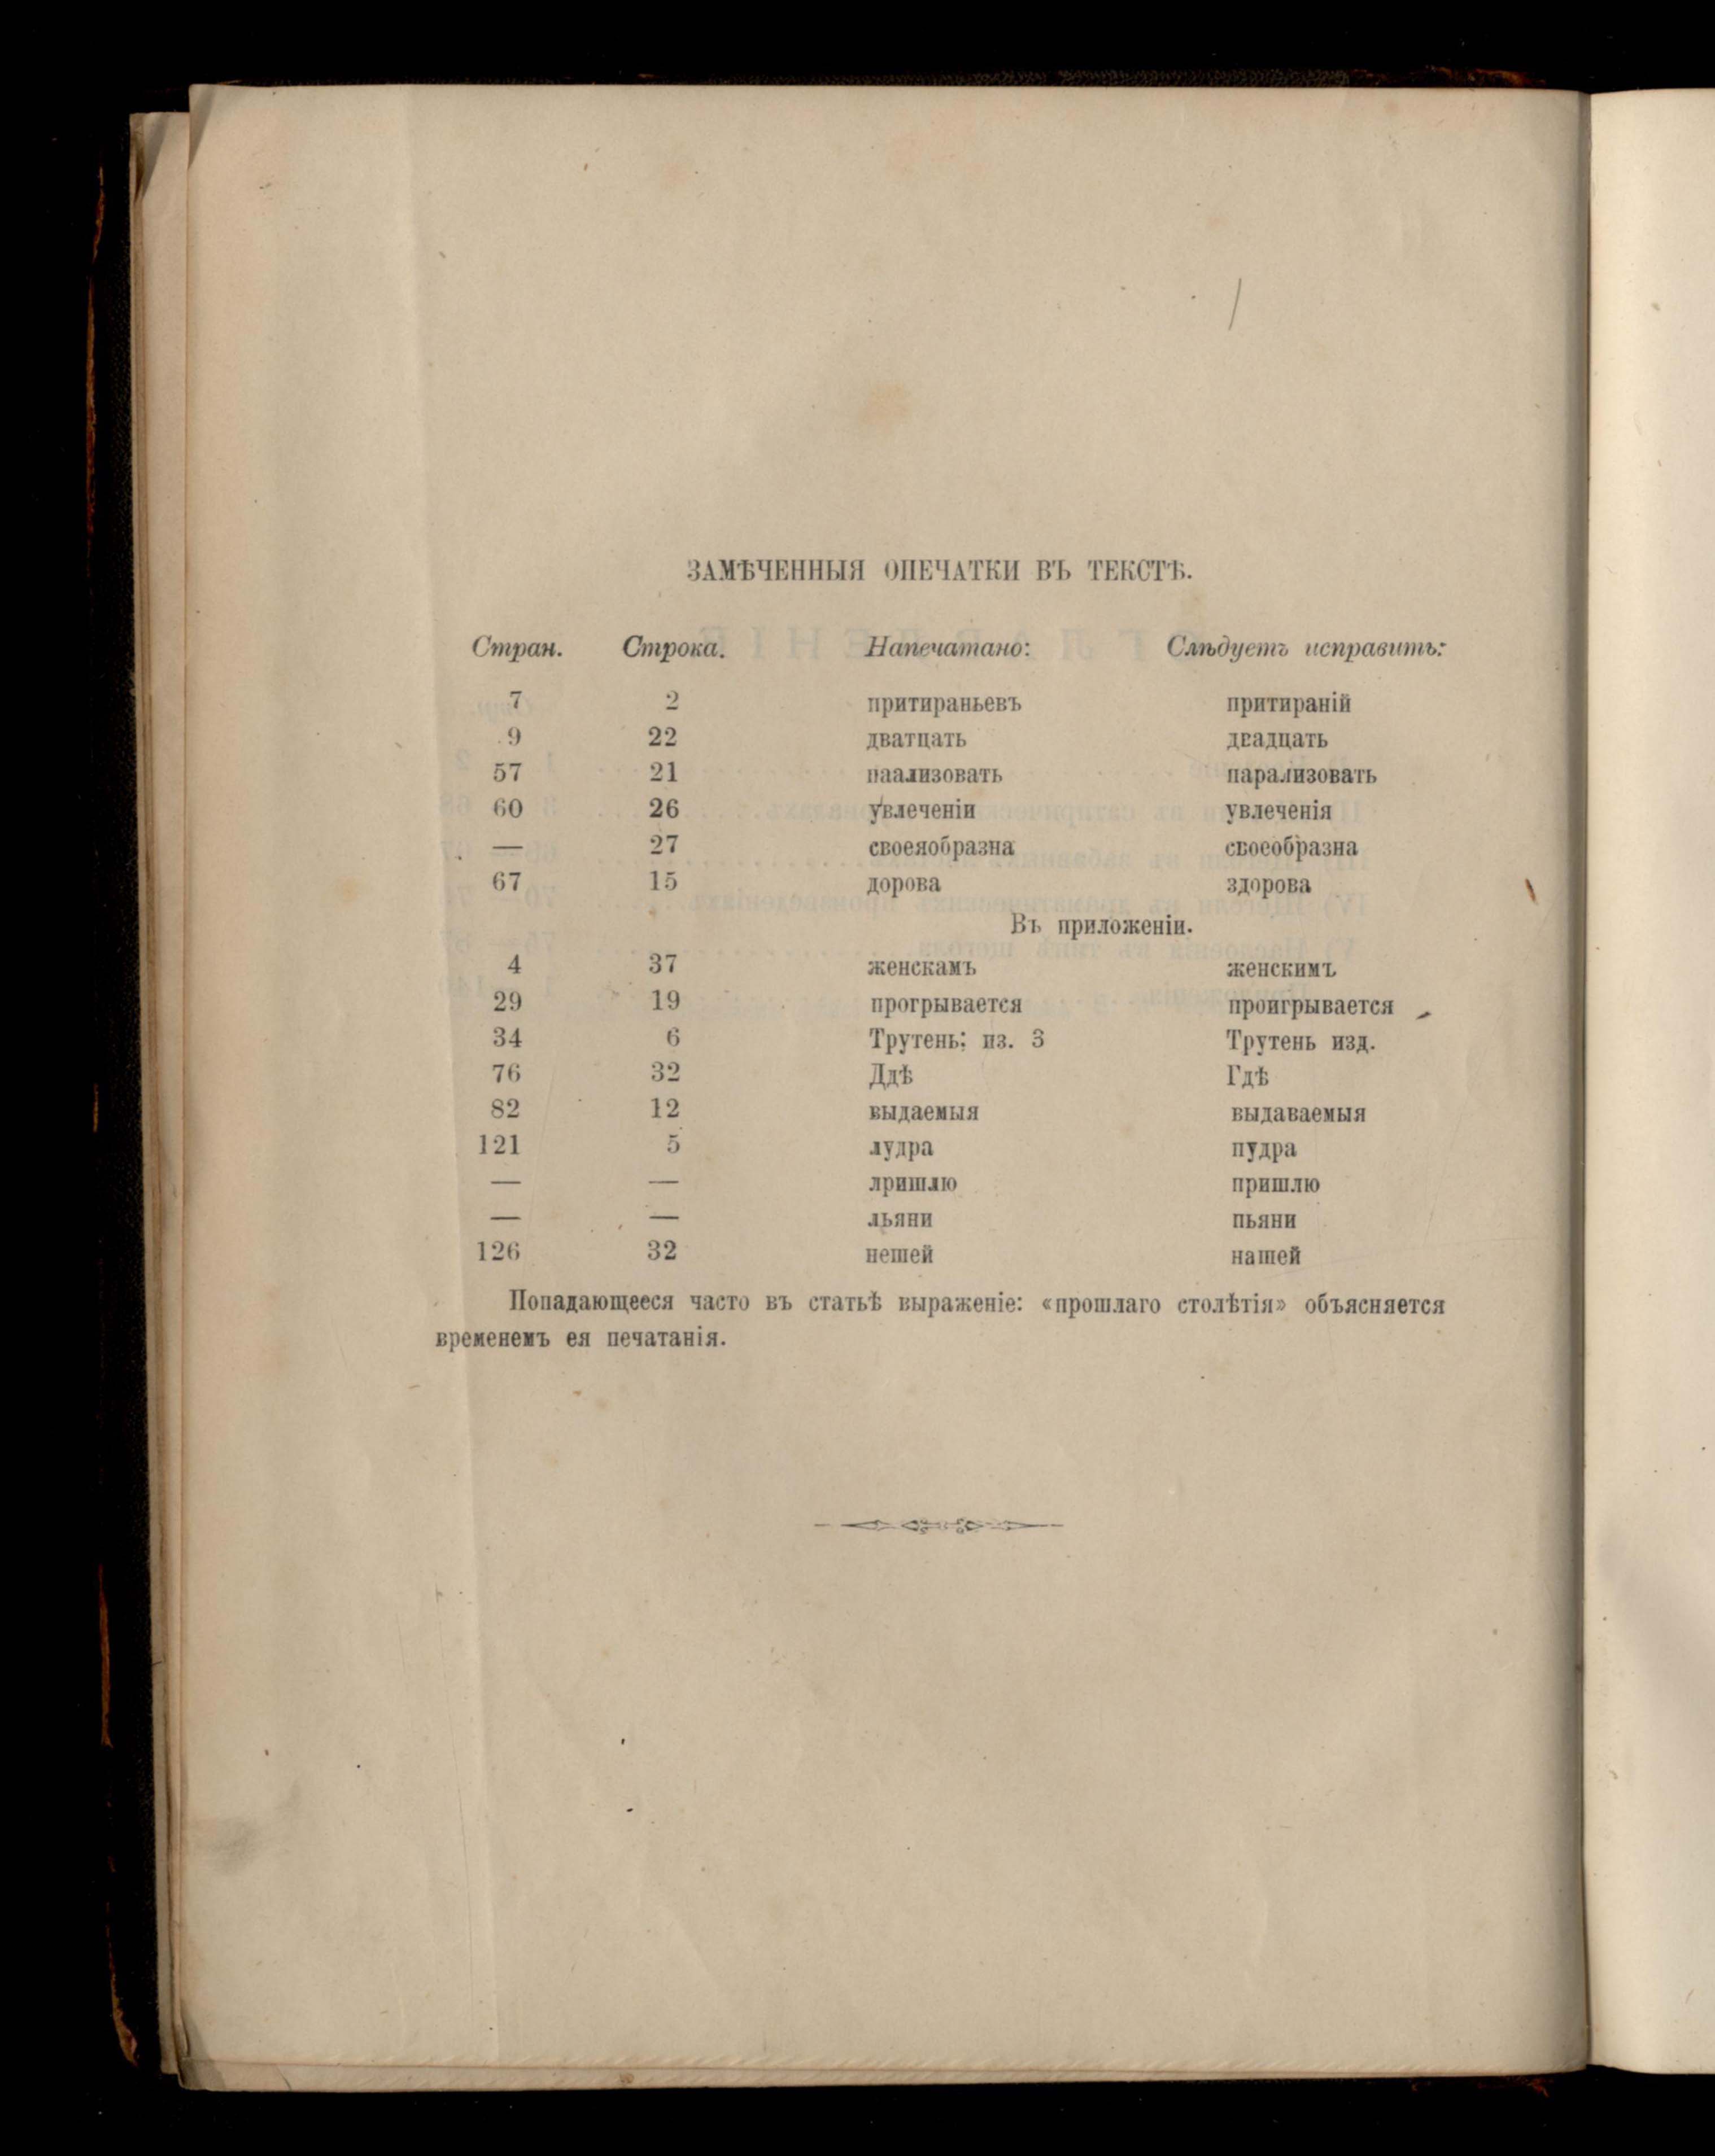 ЗАМѢЧЕННЫЯ ОПЕЧАТКИ ВЪ ТЕКСТѢ.
Стран. Строка. Напечатано: Слѣдуетъ исправить:
7 2 притираньевъ притираній
9 22 дватцать двадцать
57 21 паализовать парализовать
60 26 увлеченіи увлеченія
— 27 своеяобразна своеобразна
67 15 дорова здорова
Въ приложеніи.
4 37 женскамъ женскимъ
29 19 прогрывается проигрывается
34 6 Трутень: из. 3 Трутень изд.
76 32 Ддѣ Гдѣ
82 12 выдаемыя выдаваемыя
121 5 лудра пудра
— — лришлю пришлю
— — льяни пьяни
126 32 нешей нашей
Попадающееся часто въ статьѣ выраженіе: «прошлаго столѣтія» объясняется
временемъ ея печатанія.